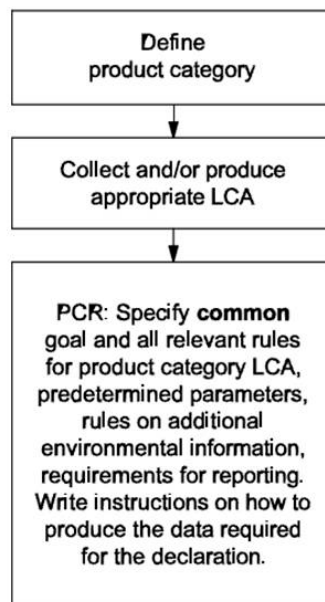 Define
product category
Collect and/or produce
appropriate LCA
PCR: Specify common
goal and all relevant rules
for product category LCA,
predetermined parameters,
rules on additional
environmental information,
requirements for reporting.
Write instructions on how to
produce the data required
for the declaration.